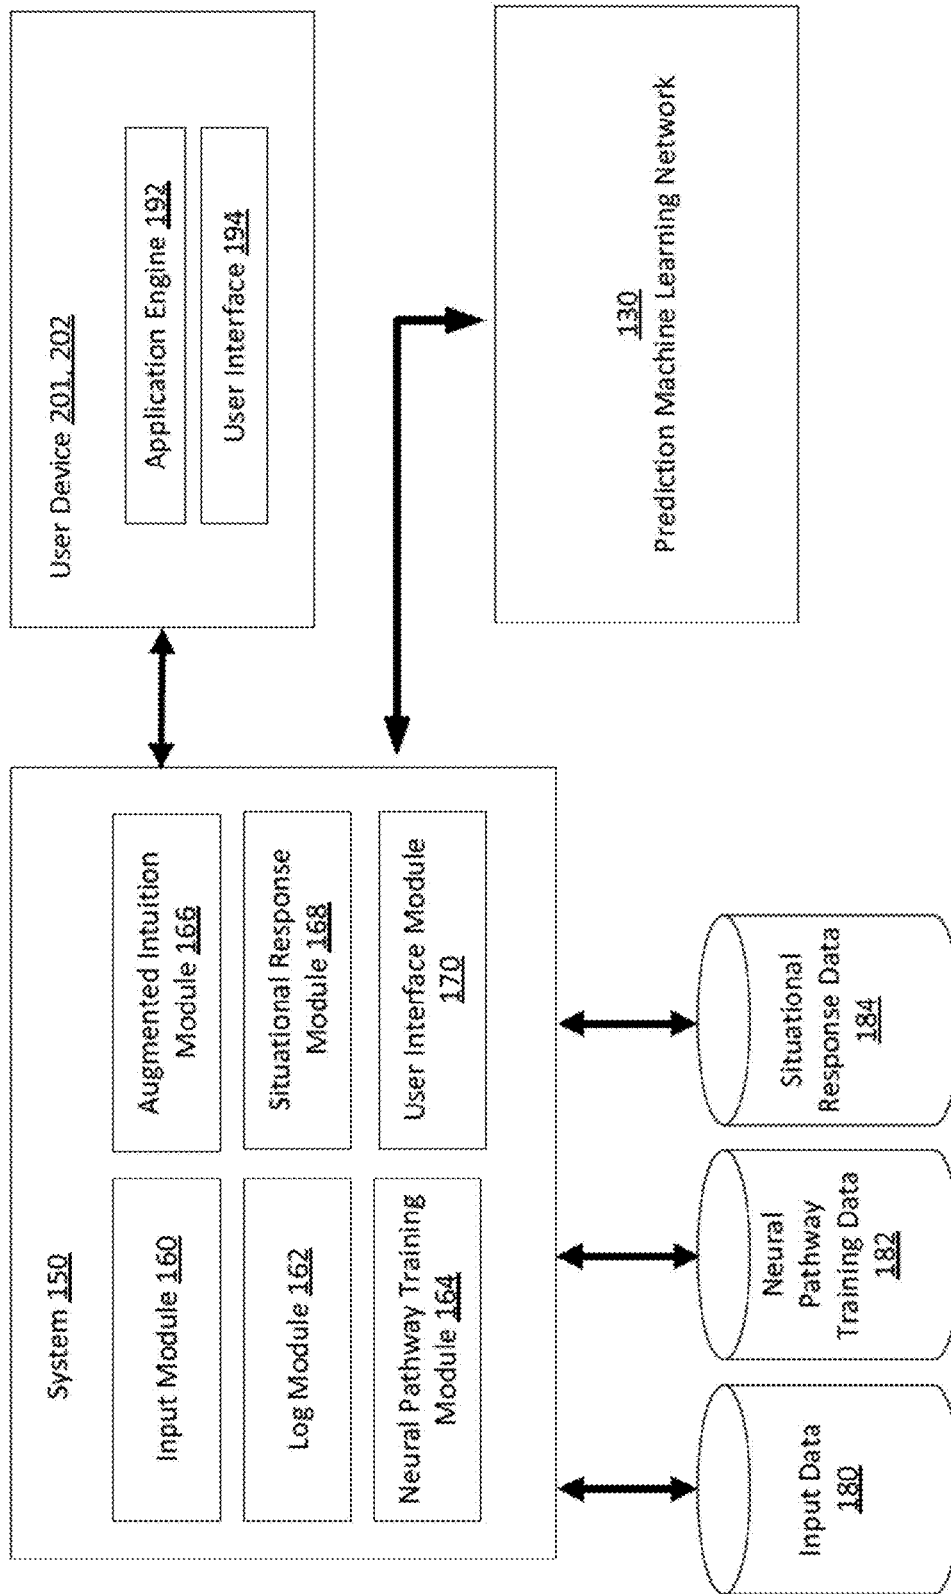 System 150
Input Module 160
Log Module 162
Neural Pathway Training
Module 164
Augmented Intuition
Module 166
Situational Response
Module 168
User Interface Module
170
User Device 201, 202
Application Engine 192
User Interface 194
130
Prediction Machine Learning Network
Input Data
180
Neural
Pathway
Training Data
182
Situational
Response Data
184